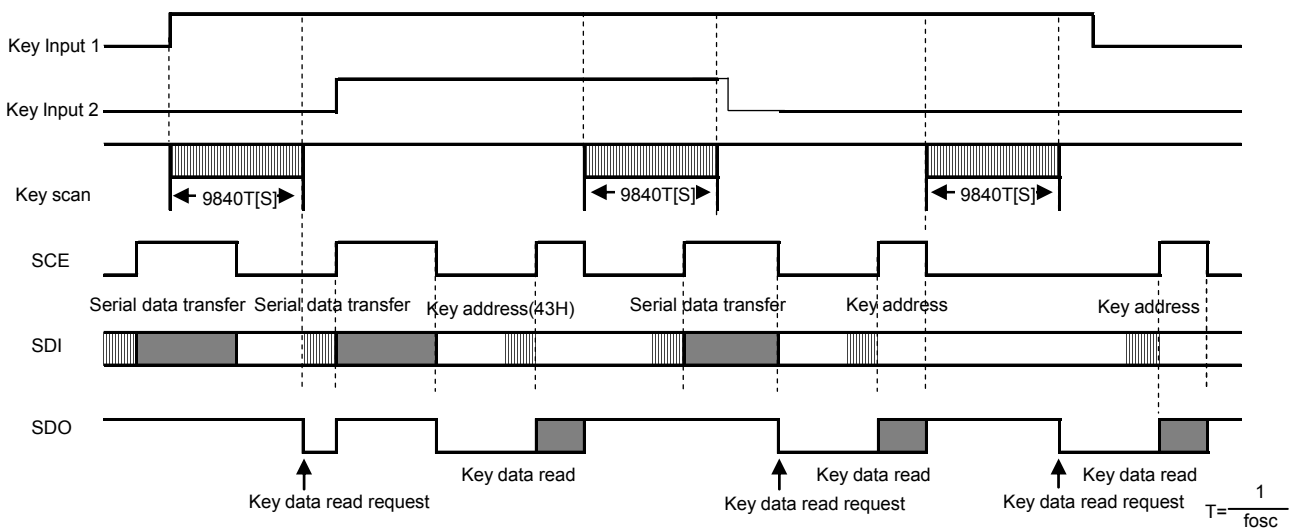 Key Input 1
Key Input 2
Key scan
9840T[S]
9840T[S]
9840T[S]
SCE
Serial data transfer
Serial data transfer
Key address(43H)
Serial data transfer
Key address
Key address
SDI
SDO
Key data read
Key data read
Key data read
Key data read request
Key data read request
Key data read request
T=
1
fosc